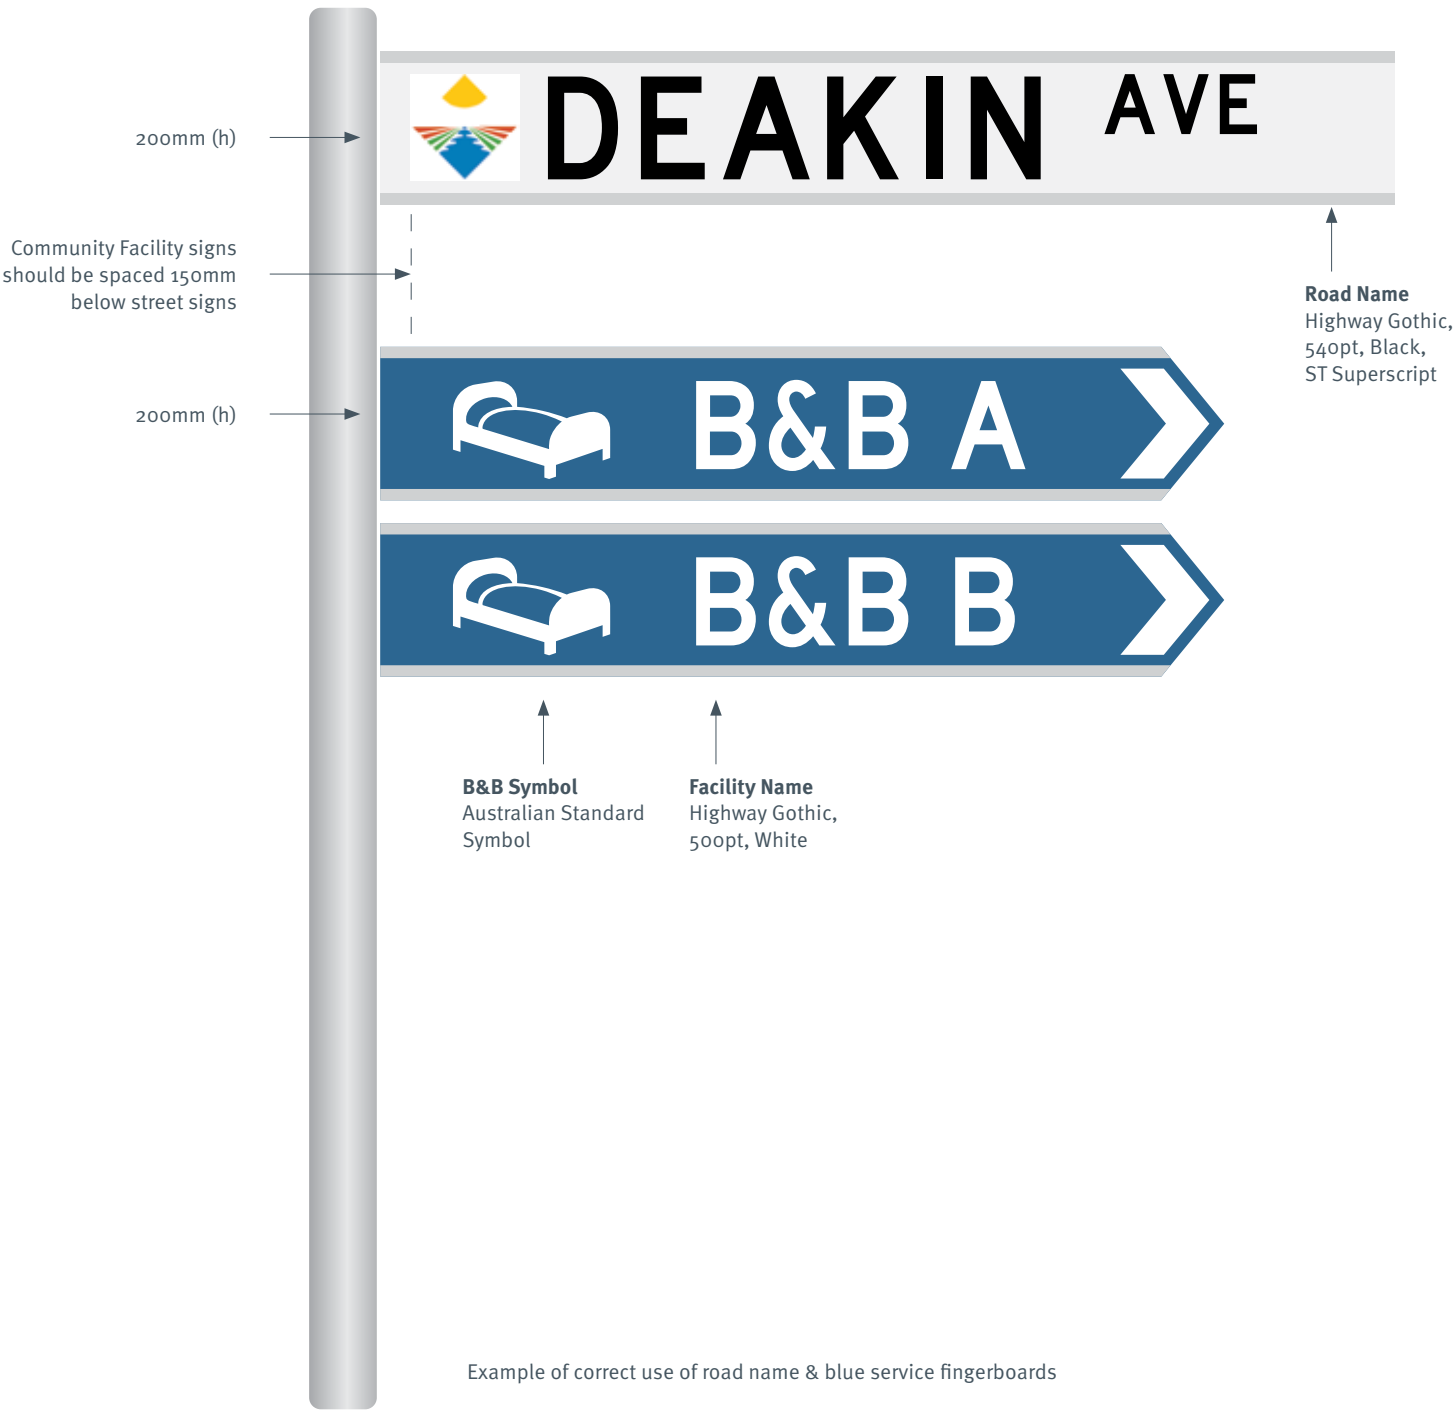 DEAKIN AVE
200mm (h)
Community Facility signs
should be spaced 150mm
below street signs
Road Name
Highway Gothic,
540pt, Black,
ST Superscript
200mm (h)
B&B A
B&B B
B&B Symbol
Australian Standard
Symbol
Facility Name
Highway Gothic,
500pt, White
Example of correct use of road name & blue service fingerboards